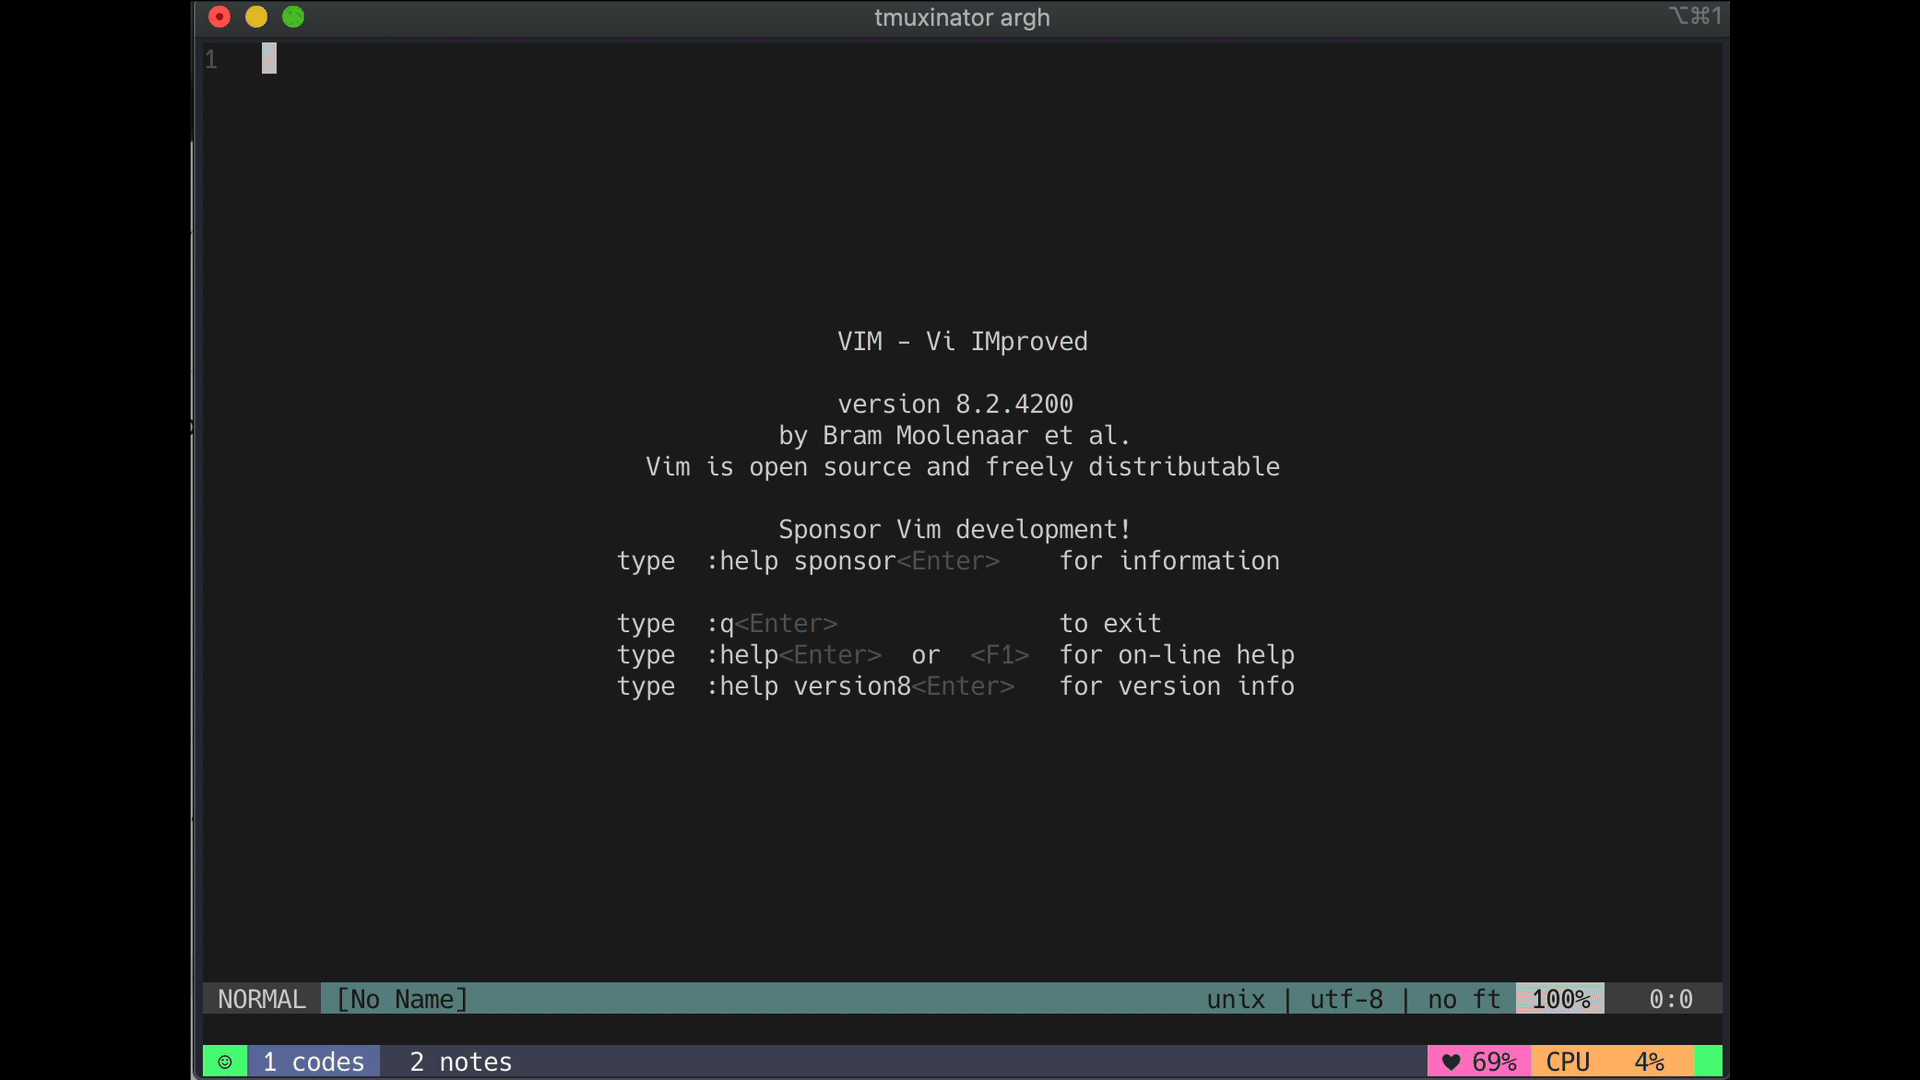 tmuxinator argh
⌥⌘1
1
VIM - Vi IMproved
version 8.2.4200
by Bram Moolenaar et al.
Vim is open source and freely distributable
Sponsor Vim development!
type  :help sponsor<Enter>    for information
type  :q<Enter>               to exit
type  :help<Enter>  or  <F1>  for on-line help
type  :help version8<Enter>   for version info
NORMAL [No Name] unix | utf-8 | no ft 100% 0:0
☺ 1 codes 2 notes ♥ 69% CPU 4%